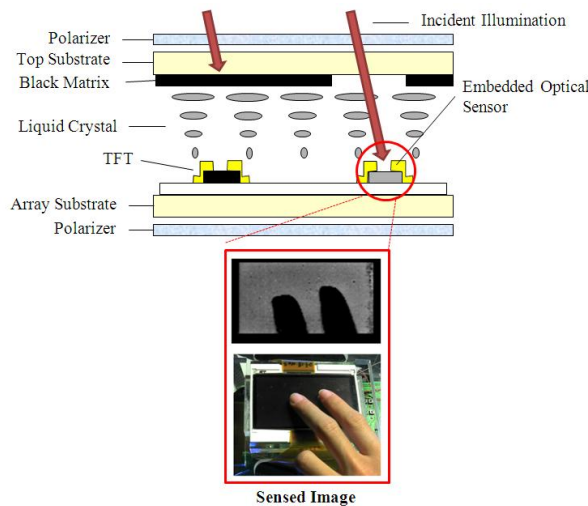 Incident Illumination
Polarizer
Top Substrate
Black Matrix
Embedded Optical
Sensor
Liquid Crystal
TFT
Array Substrate
Polarizer
Sensed Image